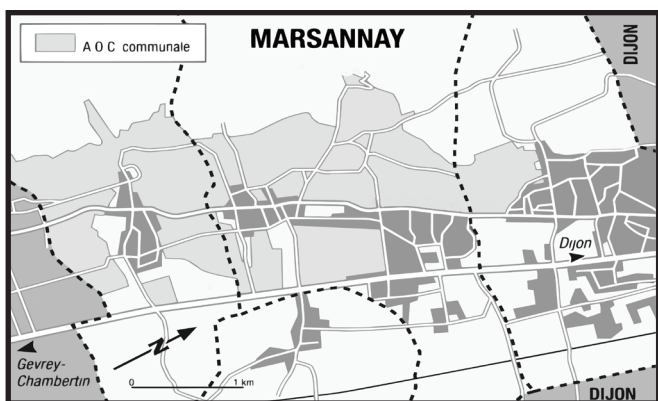 MARSANNAY
A O C communale
DIJON
Dijon
Gevrey-
Chambertin
N
0 1 km
DIJON